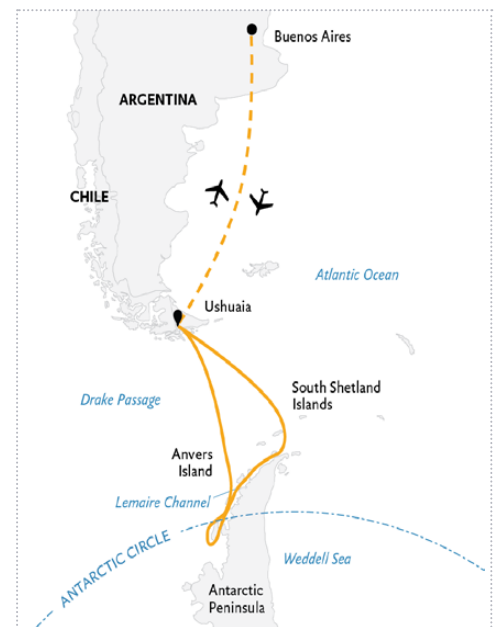 Buenos Aires
ARGENTINA
CHILE
Atlantic Ocean
Ushuaia
Drake Passage
South Shetland
Islands
Anvers
Island
Lemaire Channel
ANTARCTIC CIRCLE
Weddell Sea
Antarctic
Peninsula